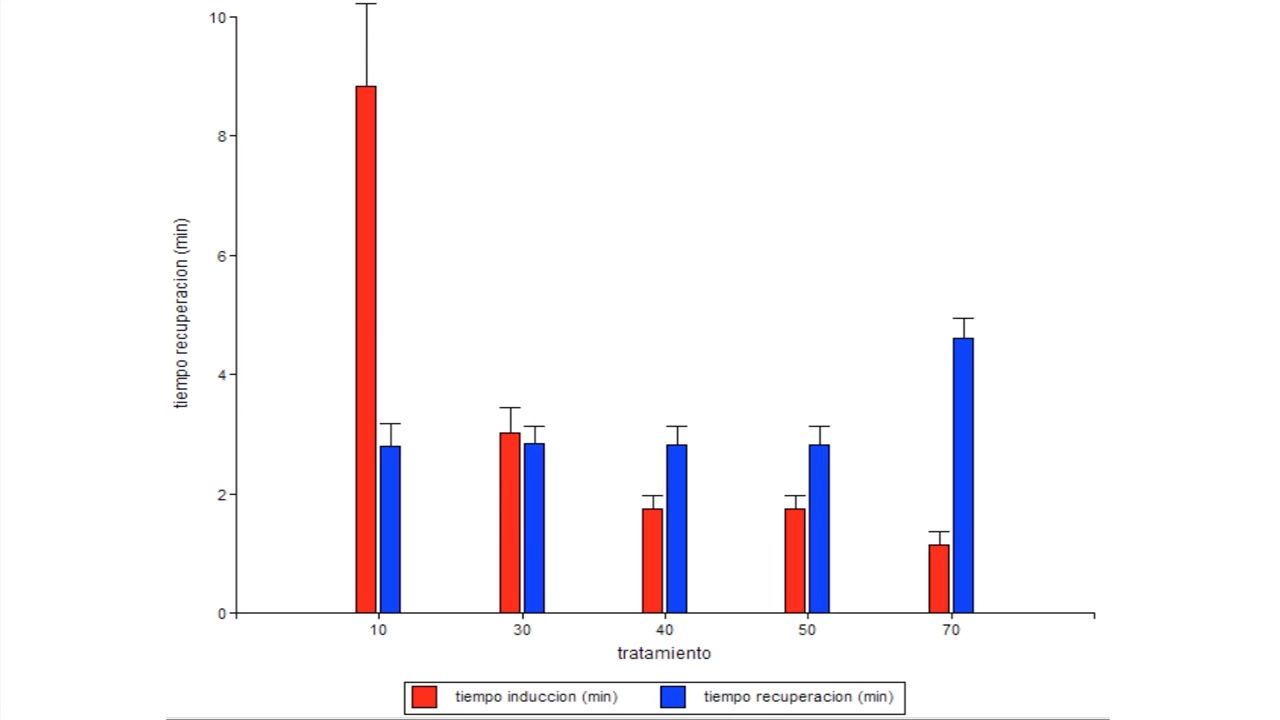 10
8
6
4
2
0
tiempo recuperacion (min)
10 30 40 50 70
tratamiento
tiempo induccion (min) tiempo recuperacion (min)